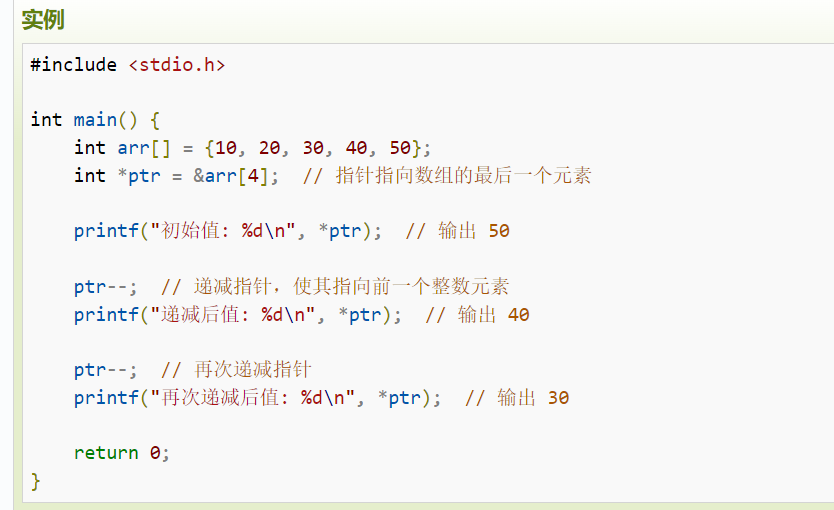 实例
#include <stdio.h>
int main() {
    int arr[] = {10, 20, 30, 40, 50};
    int *ptr = &arr[4];  // 指针指向数组的最后一个元素
    printf("初始值: %d\n", *ptr);  // 输出 50
    ptr--;  // 递减指针，使其指向前一个整数元素
    printf("递减后值: %d\n", *ptr);  // 输出 40
    ptr--;  // 再次递减指针
    printf("再次递减后值: %d\n", *ptr);  // 输出 30
    return 0;
}